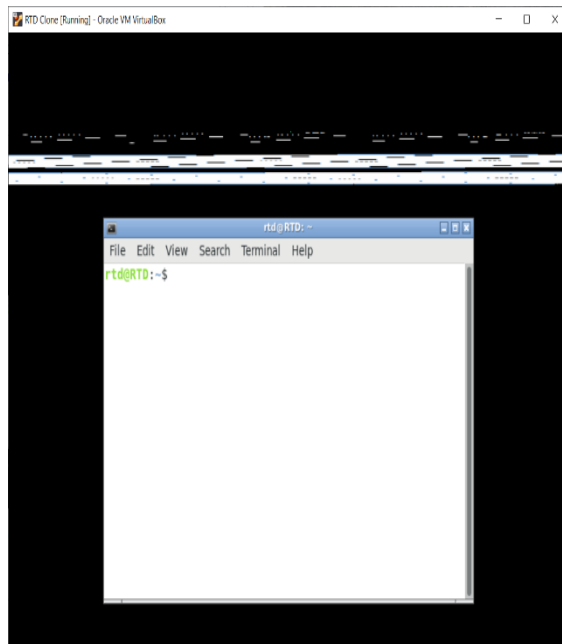 RTD Clone [Running] - Oracle VM VirtualBox
rtd@RTD: ~
File Edit View Search Terminal Help
rtd@RTD:~$